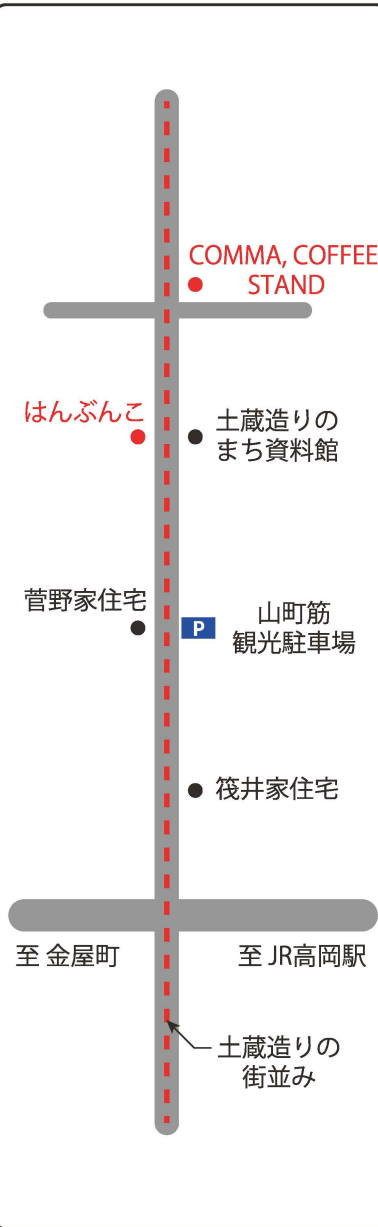 COMMA, COFFEE
STAND
はんぶんこ
土蔵造りの
まち資料館
菅野家住宅
P
山町筋
観光駐車場
筏井家住宅
至 金屋町
至 JR高岡駅
土蔵造りの
街並み